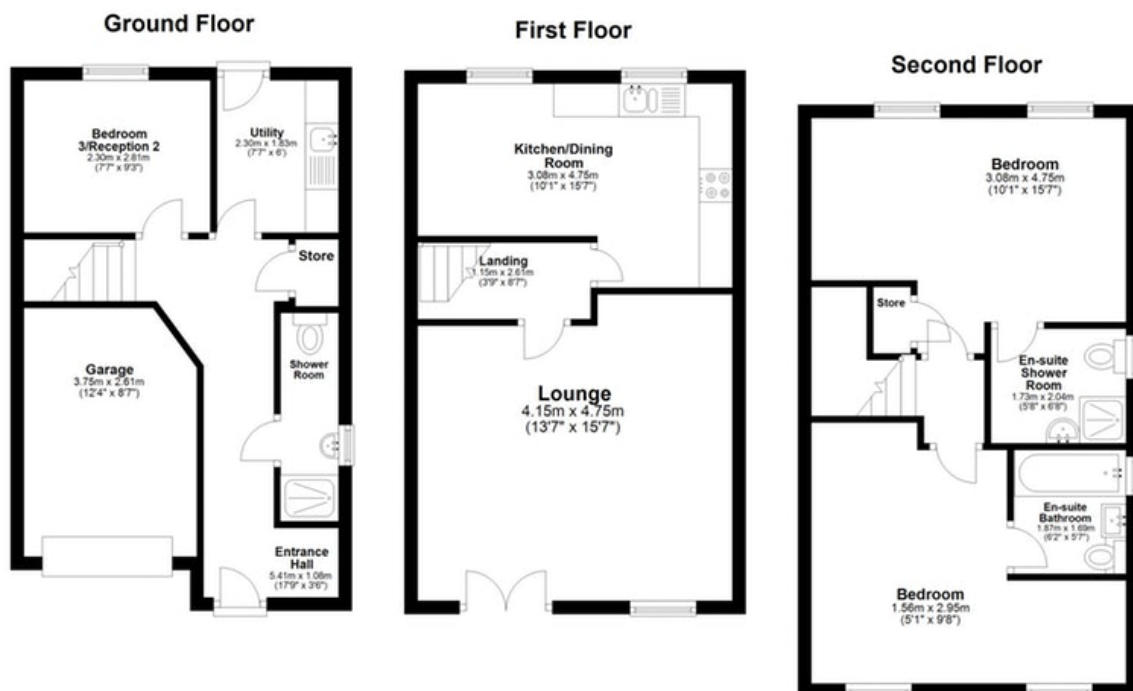 Ground Floor
Bedroom
3/Reception 2
2.30m x 2.81m
(7'7" x 9'3")
Utility
2.30m x 1.83m
(7'7" x 6')
Store
Garage
3.75m x 2.61m
(12'4" x 8'7")
Shower
Room
Entrance
Hall
5.41m x 1.08m
(17'9" x 3'6")
First Floor
Kitchen/Dining
Room
3.08m x 4.75m
(10'1" x 15'7")
Landing
1.15m x 2.61m
(3'9" x 8'7")
Lounge
4.15m x 4.75m
(13'7" x 15'7")
Second Floor
Bedroom
3.08m x 4.75m
(10'1" x 15'7")
Store
En-suite
Shower
Room
1.73m x 2.04m
(5'8" x 6'8")
En-suite
Bathroom
1.87m x 1.69m
(6'2" x 5'7")
Bedroom
1.56m x 2.95m
(5'1" x 9'8")